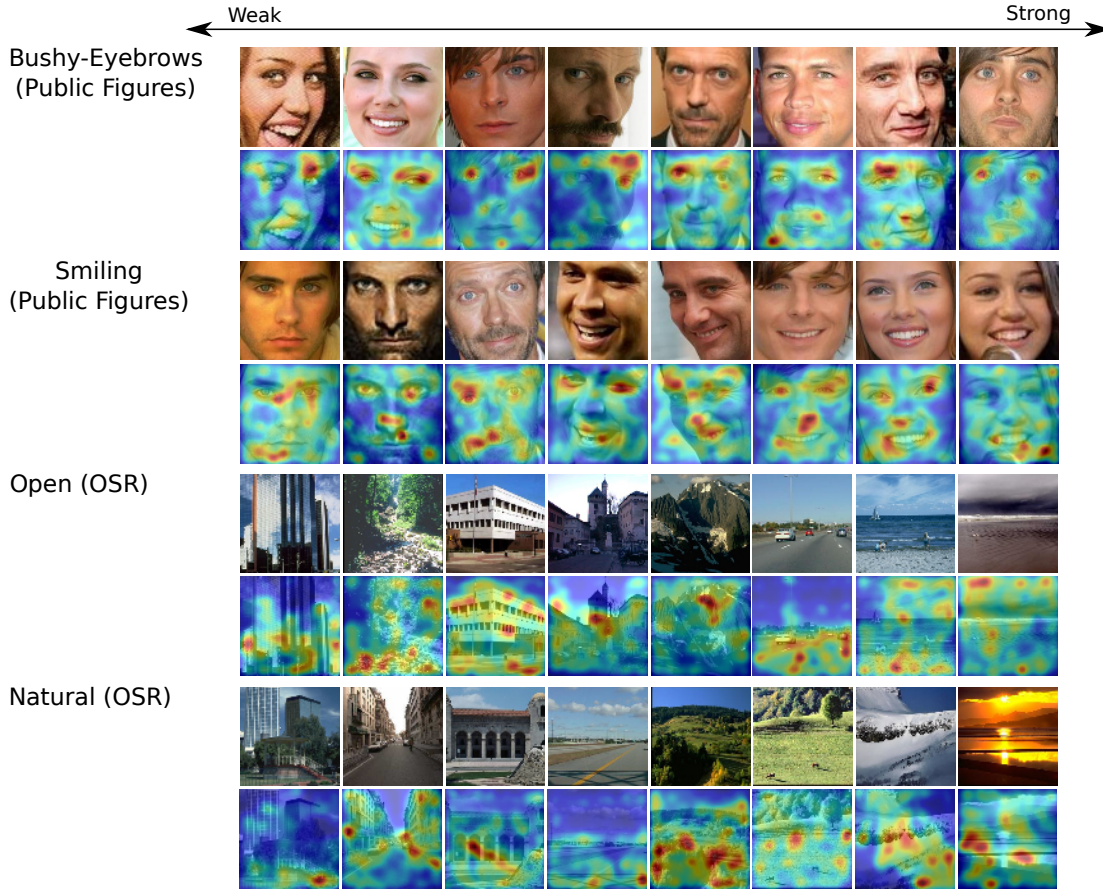 Weak
Strong
Bushy-Eyebrows
(Public Figures)
Smiling
(Public Figures)
Open (OSR)
Natural (OSR)